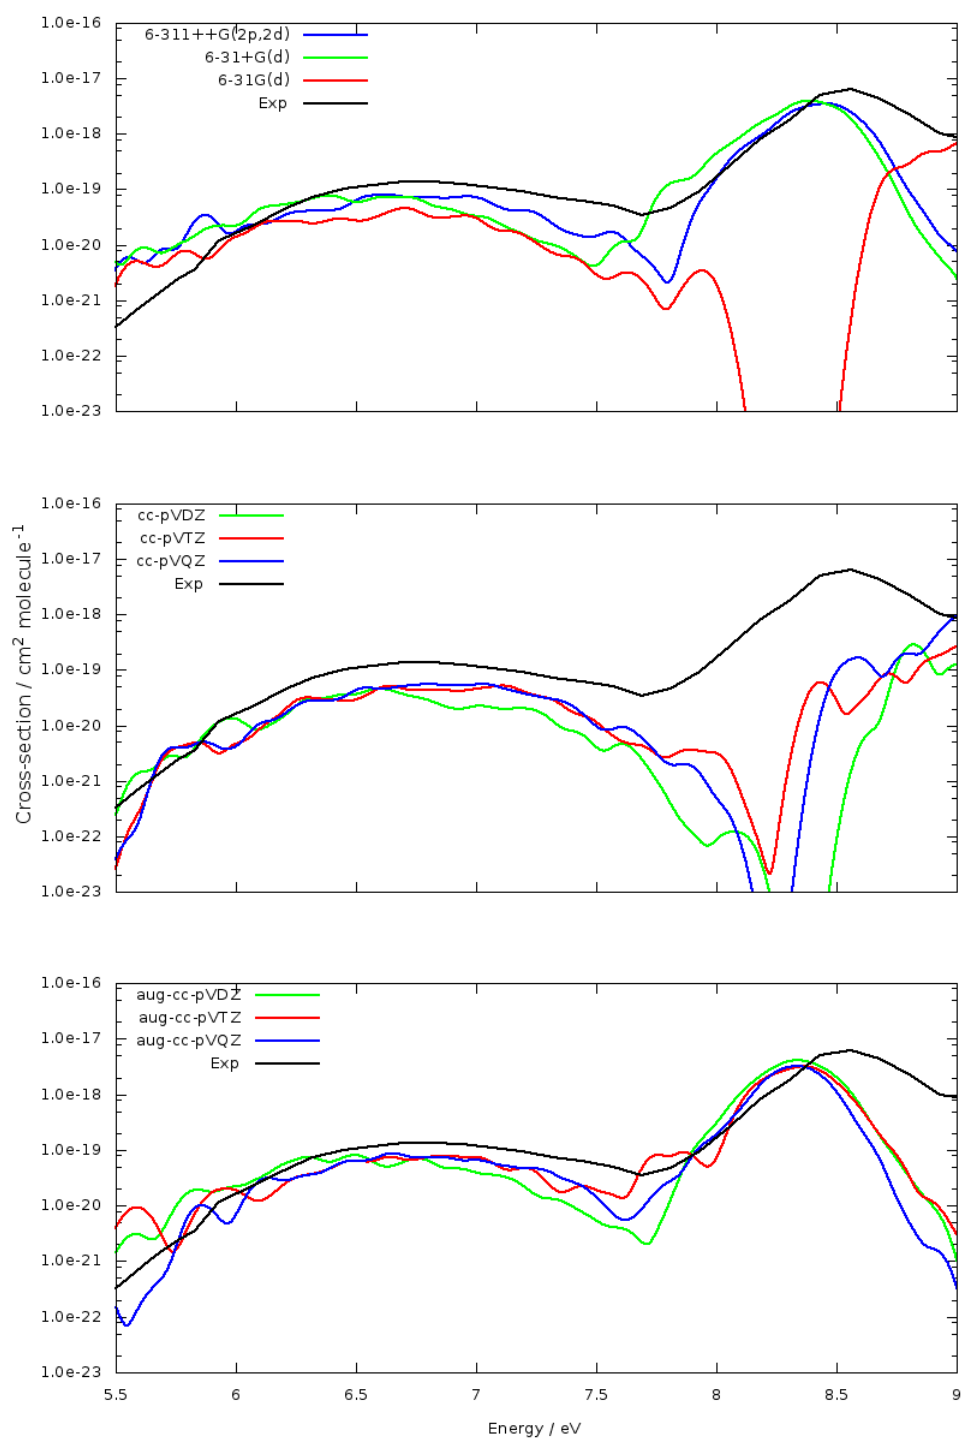 1.0e-16
6-311++G(2p,2d)
6-31+G(d)
1.0e-17
6-31G(d)
Exp
1.0e-18
1.0e-19
1.0e-20
1.0e-21
1.0e-22
1.0e-23
Cross-section / cm² molecule⁻¹
1.0e-16
cc-pVDZ
cc-pVTZ
1.0e-17
cc-pVQZ
Exp
1.0e-18
1.0e-19
1.0e-20
1.0e-21
1.0e-22
1.0e-23
1.0e-16
aug-cc-pVDZ
aug-cc-pVTZ
1.0e-17
aug-cc-pVQZ
Exp
1.0e-18
1.0e-19
1.0e-20
1.0e-21
1.0e-22
1.0e-23
5.5 6 6.5 7 7.5 8 8.5 9
Energy / eV